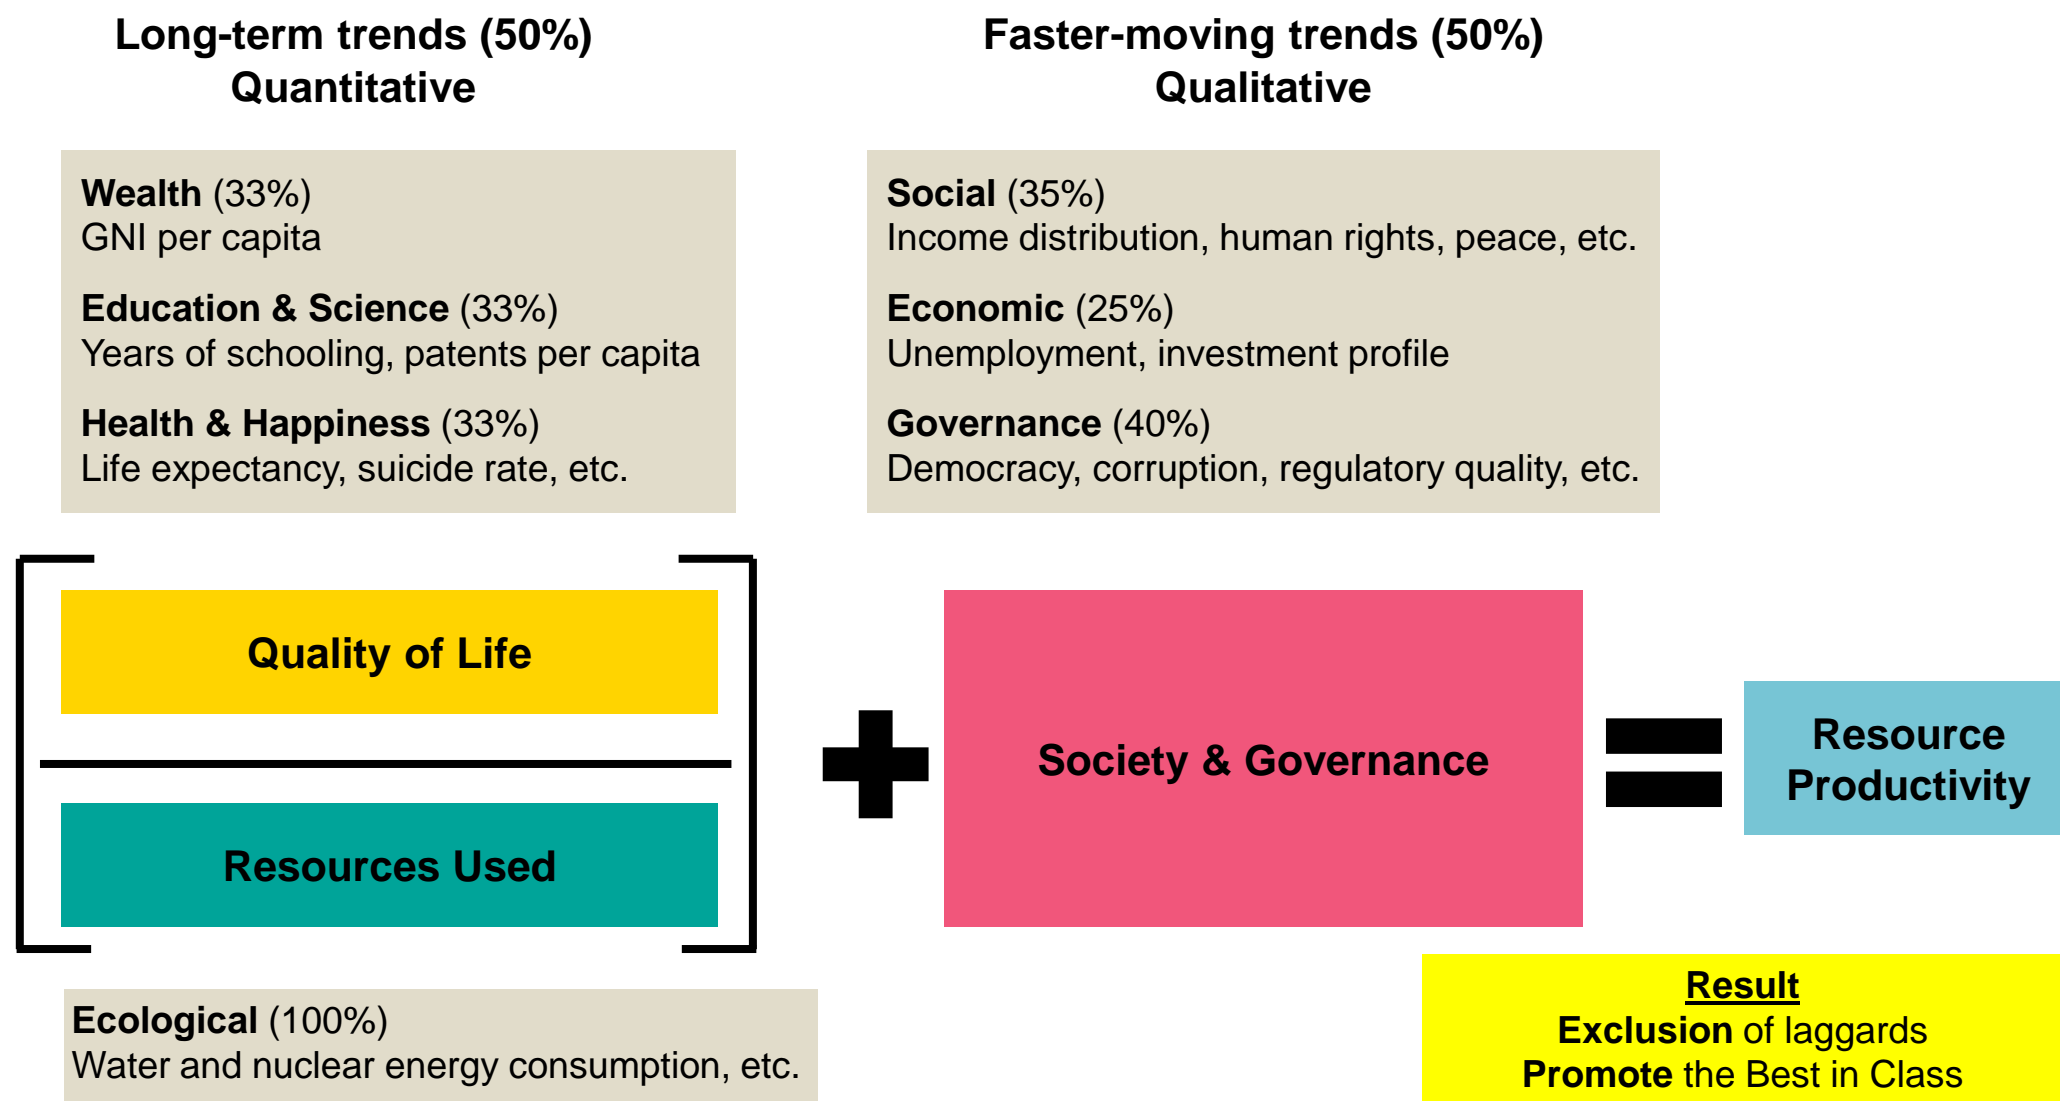 Long-term trends (50%)
Quantitative
Faster-moving trends (50%)
Qualitative
Wealth (33%)
GNI per capita
Education & Science (33%)
Years of schooling, patents per capita
Health & Happiness (33%)
Life expectancy, suicide rate, etc.
Social (35%)
Income distribution, human rights, peace, etc.
Economic (25%)
Unemployment, investment profile
Governance (40%)
Democracy, corruption, regulatory quality, etc.
Quality of Life
Resources Used
Society & Governance
Resource
Productivity
Ecological (100%)
Water and nuclear energy consumption, etc.
Result
Exclusion of laggards
Promote the Best in Class